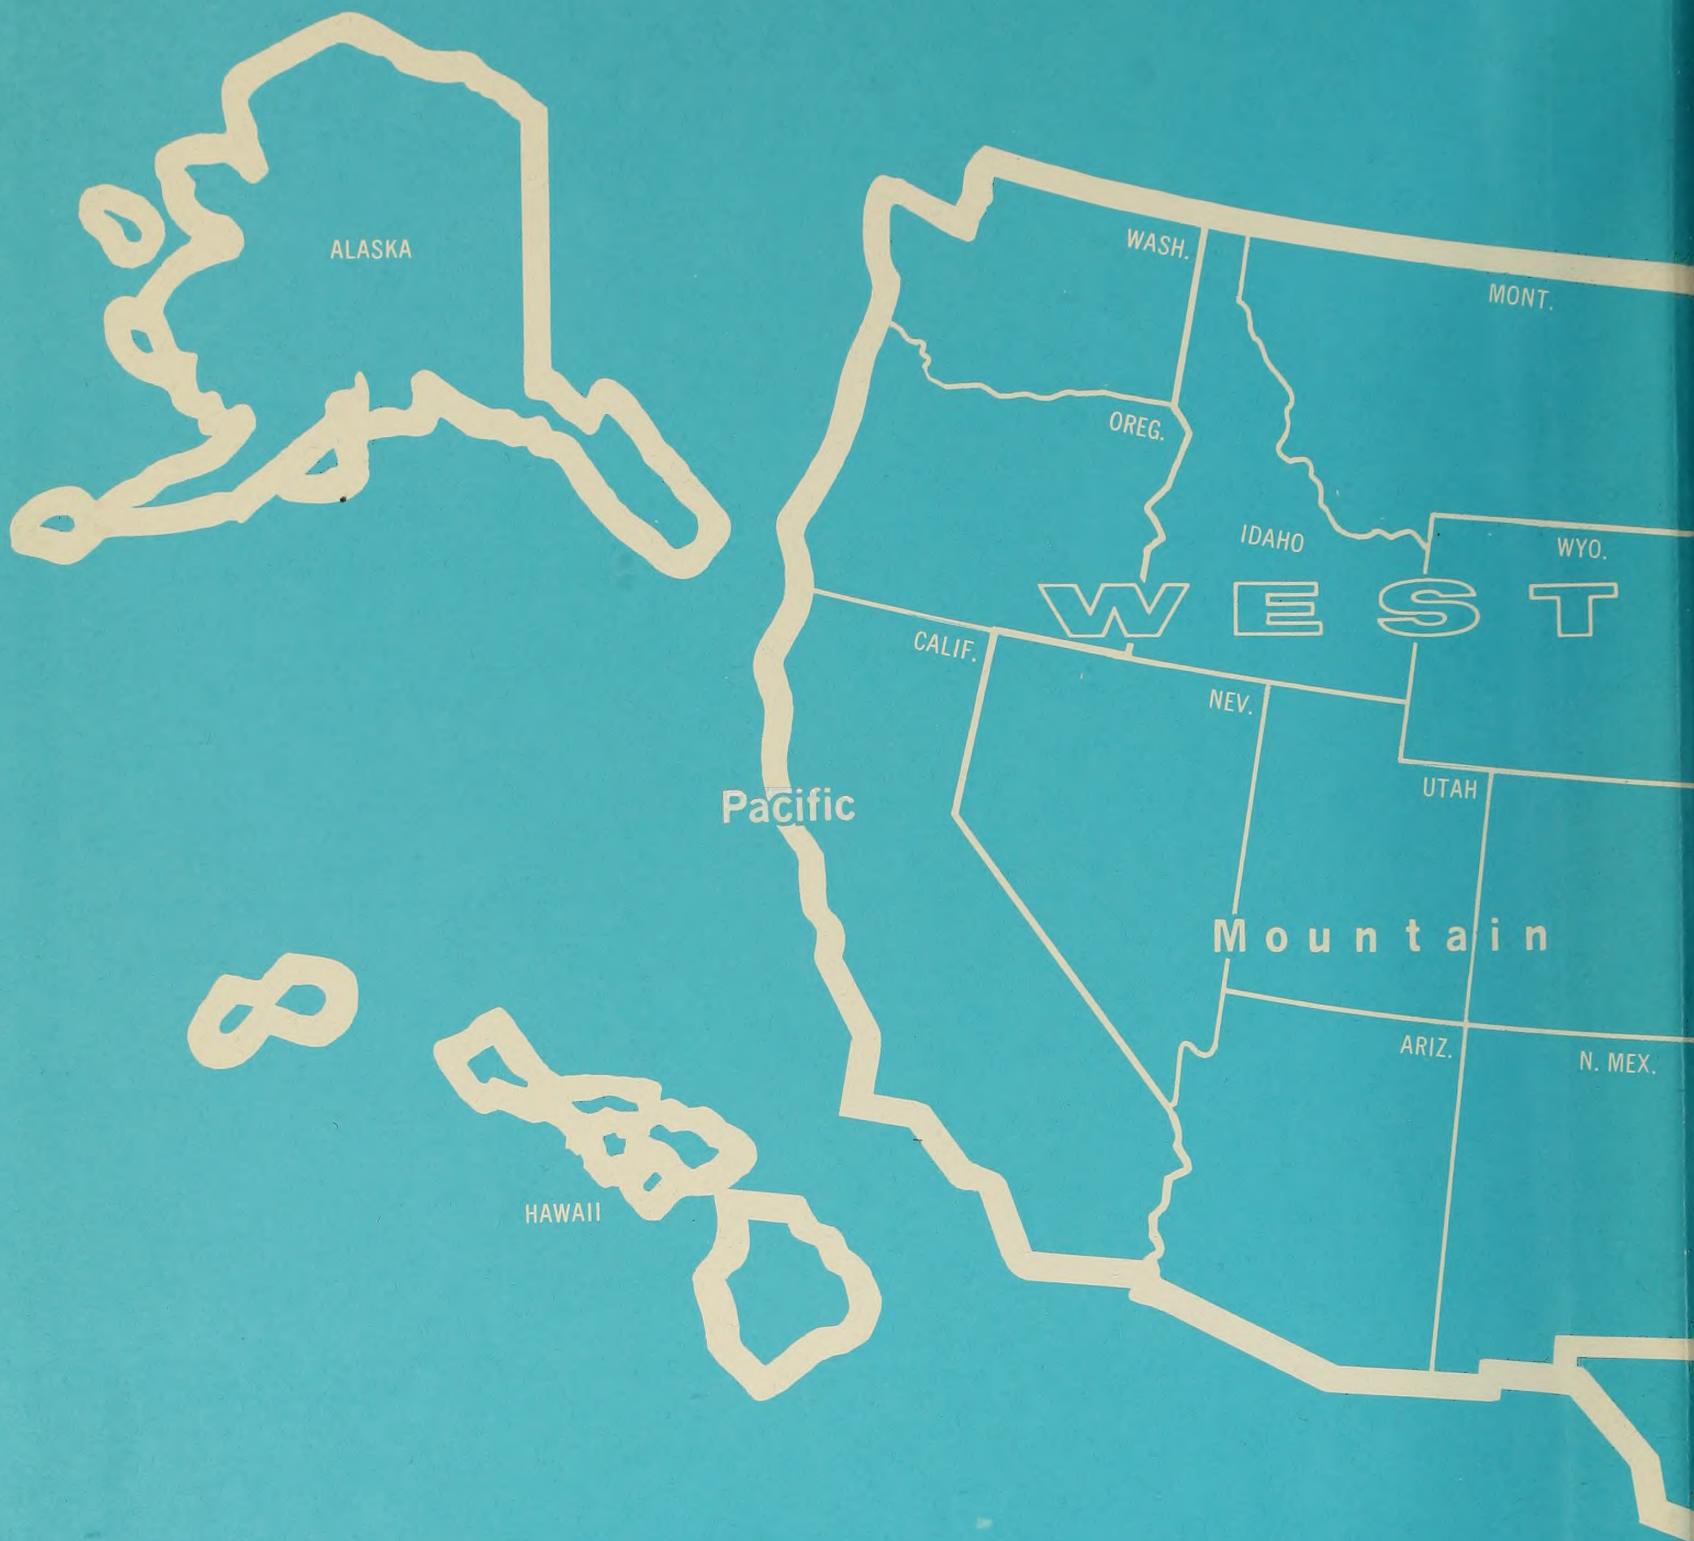 ALASKA
WASH.
MONT.
OREG.
IDAHO
WYO.
WEST
CALIF.
NEV.
UTAH
Pacific
Mountain
ARIZ.
N. MEX.
HAWAII